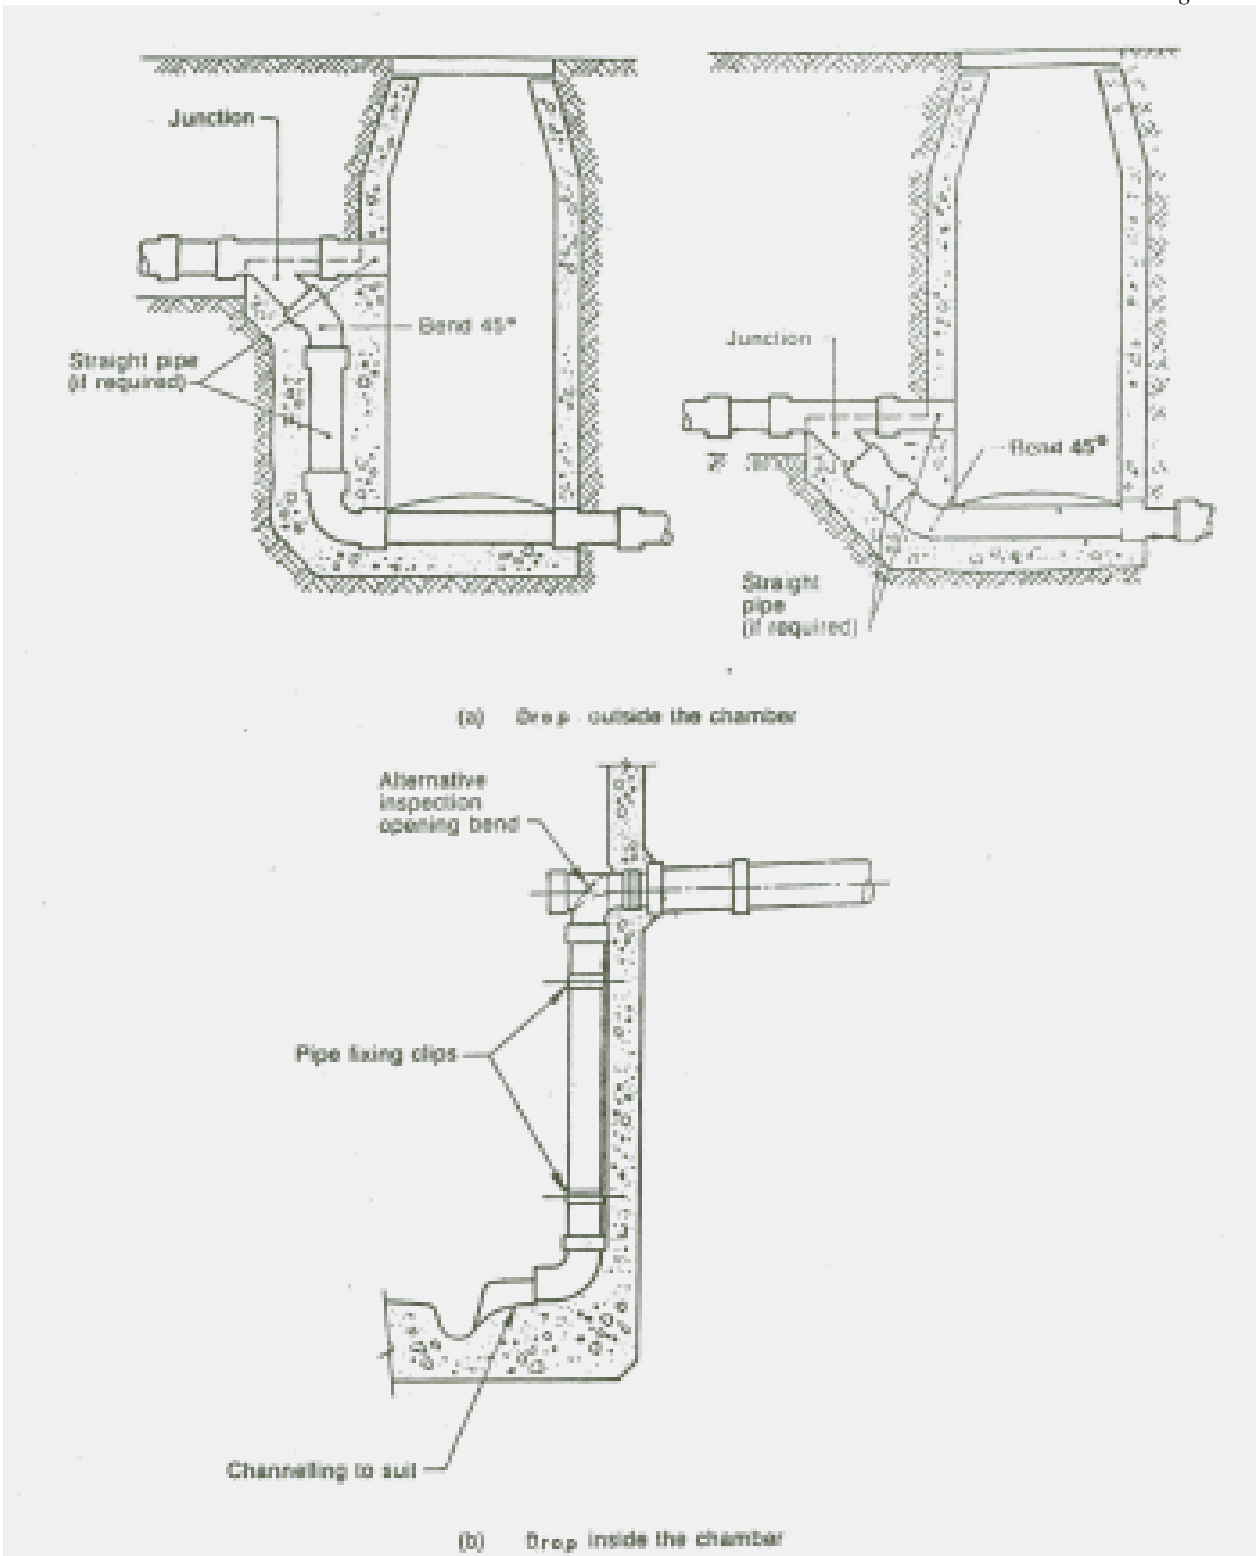 Junction
Bend 45°
Straight pipe
(if required)
Junction
Bend 45°
Straight
pipe
(if required)
(a) Drop outside the chamber
Alternative
inspection
opening bend
Pipe fixing clips
Channelling to suit
(b) Drop inside the chamber